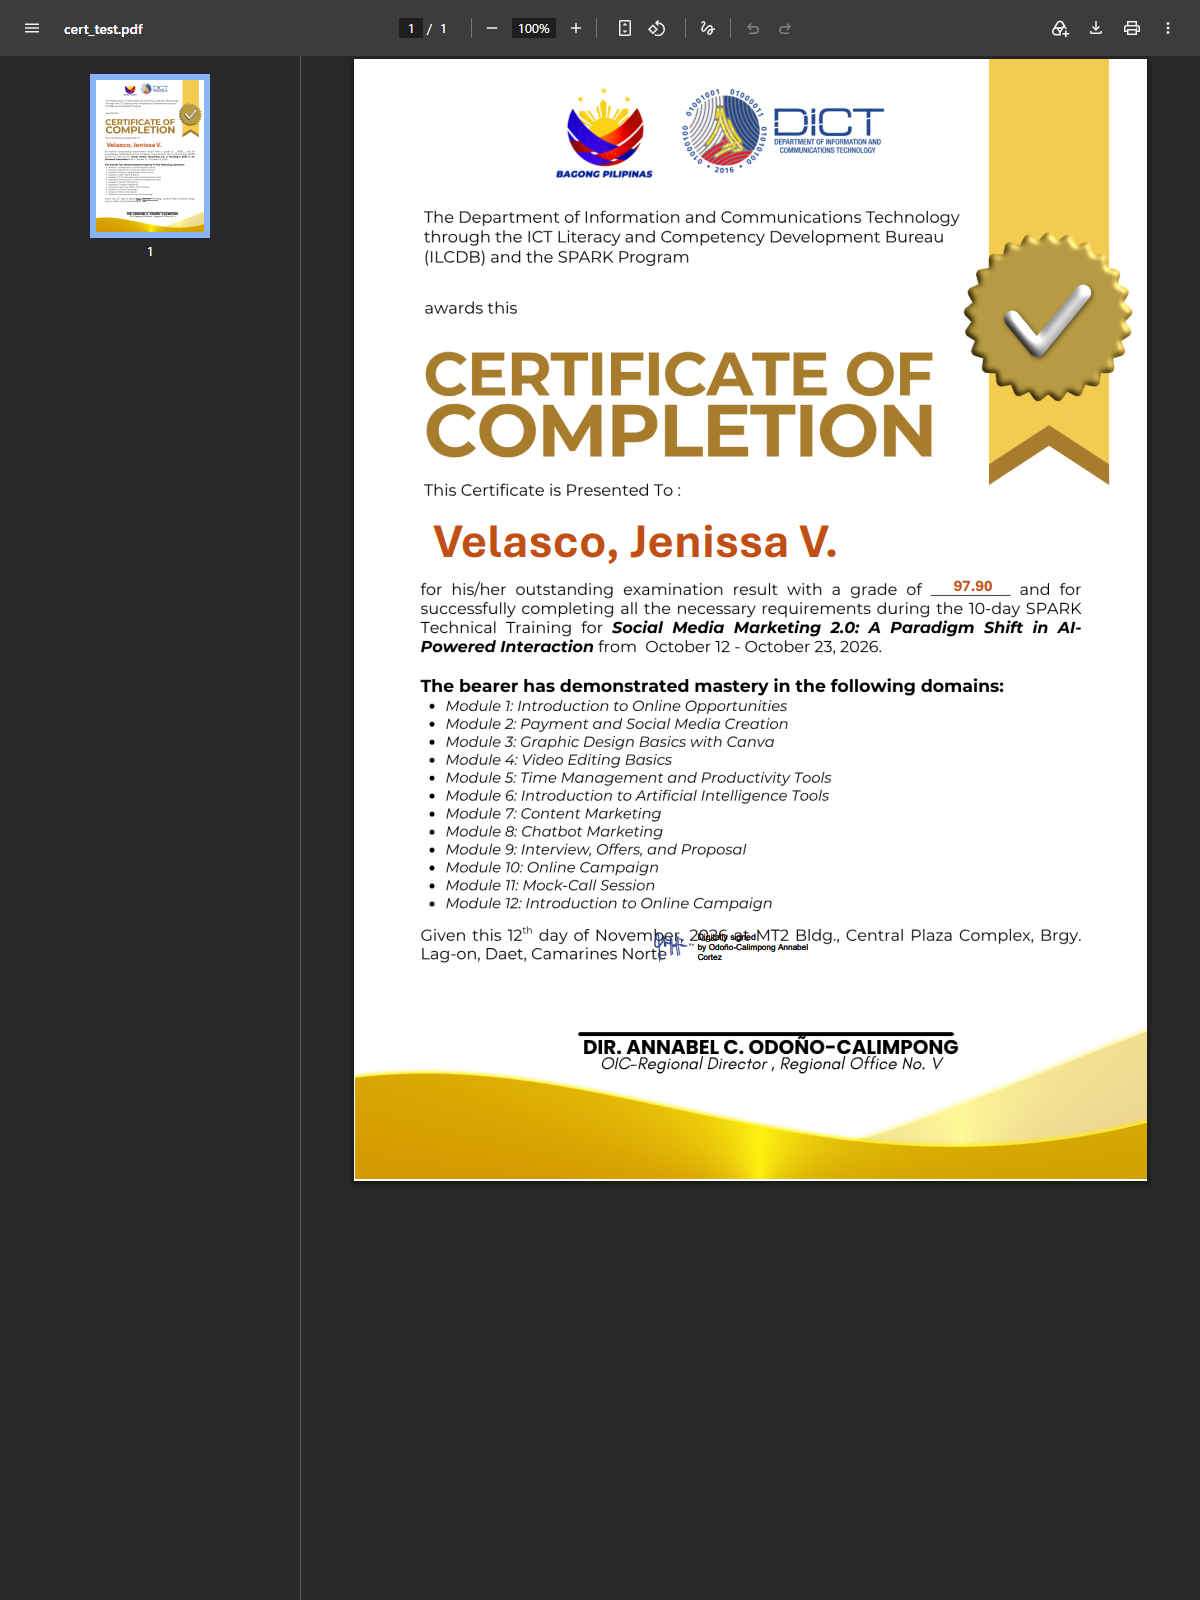 cert_test.pdf
1 / 1
100%
1
BAGONG PILIPINAS
01001001 01000011
01000100 01010100
• 2016 •
DICT
DEPARTMENT OF INFORMATION AND
COMMUNICATIONS TECHNOLOGY
The Department of Information and Communications Technology
through the ICT Literacy and Competency Development Bureau
(ILCDB) and the SPARK Program
awards this
CERTIFICATE OF
COMPLETION
This Certificate is Presented To :
Velasco, Jenissa V.
for his/her outstanding examination result with a grade of 97.90 and for
successfully completing all the necessary requirements during the 10-day SPARK
Technical Training for Social Media Marketing 2.0: A Paradigm Shift in AI-
Powered Interaction from October 12 - October 23, 2026.
The bearer has demonstrated mastery in the following domains:
• Module 1: Introduction to Online Opportunities
• Module 2: Payment and Social Media Creation
• Module 3: Graphic Design Basics with Canva
• Module 4: Video Editing Basics
• Module 5: Time Management and Productivity Tools
• Module 6: Introduction to Artificial Intelligence Tools
• Module 7: Content Marketing
• Module 8: Chatbot Marketing
• Module 9: Interview, Offers, and Proposal
• Module 10: Online Campaign
• Module 11: Mock-Call Session
• Module 12: Introduction to Online Campaign
Given this 12th day of November, 2026 at MT2 Bldg., Central Plaza Complex, Brgy.
Lag-on, Daet, Camarines Norte
Digitally signed
by Odoño-Calimpong Annabel
Cortez
DIR. ANNABEL C. ODOÑO-CALIMPONG
OIC-Regional Director , Regional Office No. V